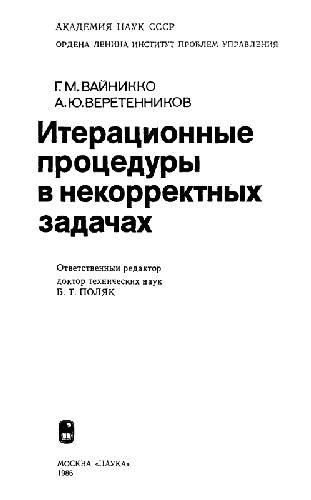 АКАДЕМИЯ НАУК СССР
ОРДЕНА ЛЕНИНА ИНСТИТУТ ПРОБЛЕМ УПРАВЛЕНИЯ
Г.М.ВАЙНИККО
А.Ю.ВЕРЕТЕННИКОВ
Итерационные
процедуры
в некорректных
задачах
Ответственный редактор
доктор технических наук
Б. Т. ПОЛЯК
МОСКВА «НАУКА»
1986